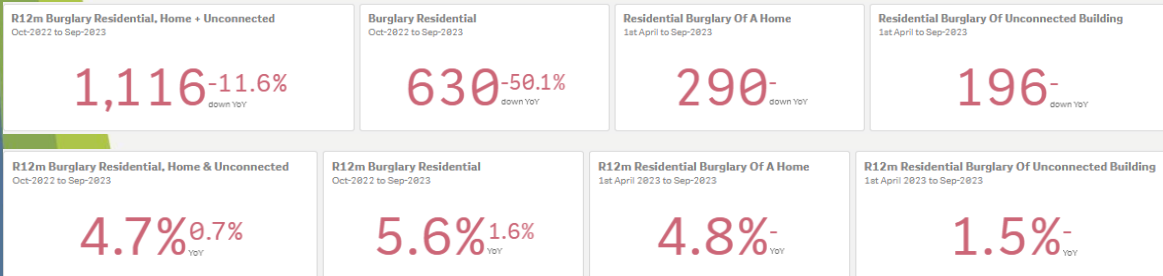 R12m Burglary Residential, Home + Unconnected
Oct-2022 to Sep-2023
1,116 -11.6%
down YoY
Burglary Residential
Oct-2022 to Sep-2023
630 -50.1%
down YoY
Residential Burglary Of A Home
1st April to Sep-2023
290 -
down YoY
Residential Burglary Of Unconnected Building
1st April to Sep-2023
196 -
down YoY
R12m Burglary Residential, Home & Unconnected
Oct-2022 to Sep-2023
4.7% 0.7%
YoY
R12m Burglary Residential
Oct-2022 to Sep-2023
5.6% 1.6%
YoY
R12m Residential Burglary Of A Home
1st April 2023 to Sep-2023
4.8% -
YoY
R12m Residential Burglary Of Unconnected Building
1st April 2023 to Sep-2023
1.5% -
YoY